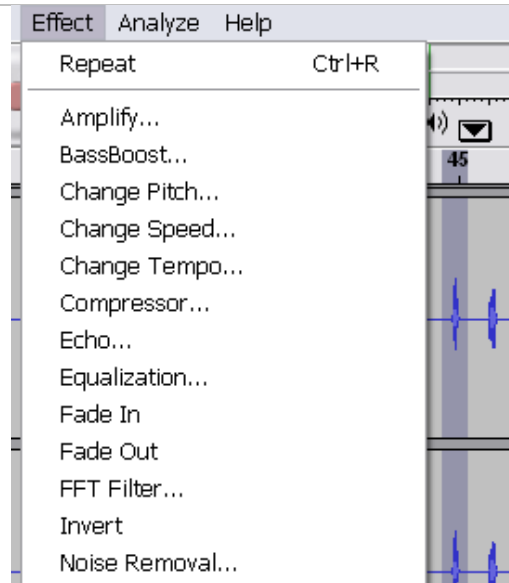 Effect Analyze Help
Repeat Ctrl+R
Amplify...
BassBoost...
45
Change Pitch...
Change Speed...
Change Tempo...
Compressor...
Echo...
Equalization...
Fade In
Fade Out
FFT Filter...
Invert
Noise Removal...